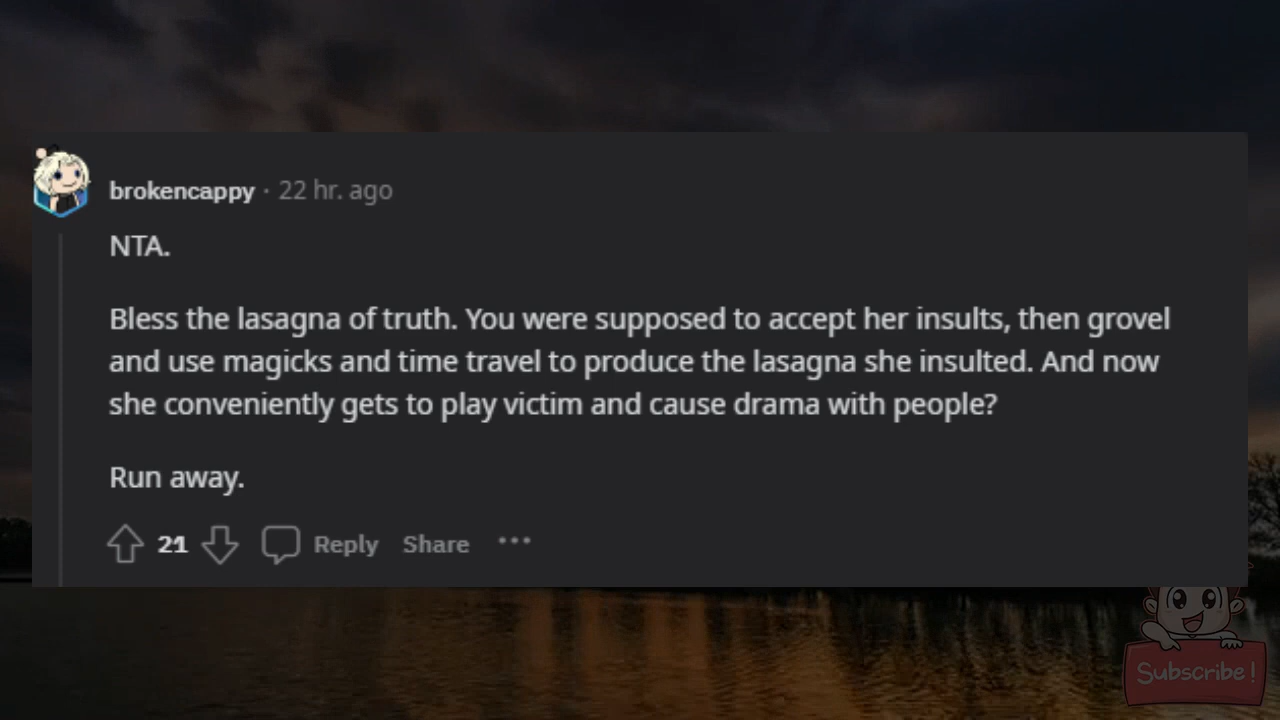 brokencappy · 22 hr. ago
NTA.
Bless the lasagna of truth. You were supposed to accept her insults, then grovel
and use magicks and time travel to produce the lasagna she insulted. And now
she conveniently gets to play victim and cause drama with people?
Run away.
21 Reply Share ...
Subscribe!